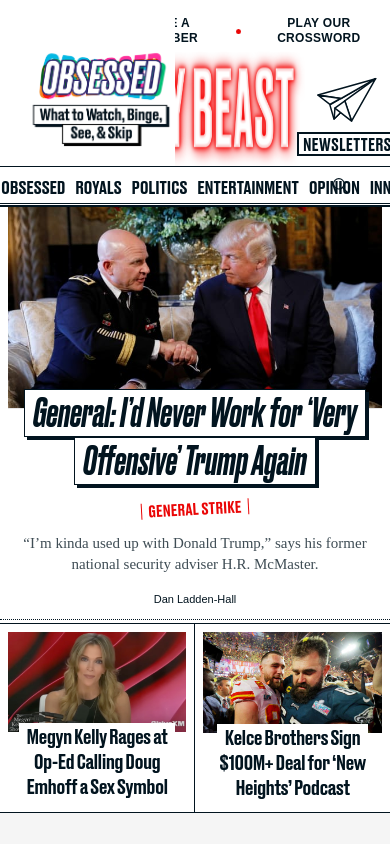 E A
BER
PLAY OUR
CROSSWORD
OBSESSED
What to Watch, Binge,
See, & Skip
Y BEAST
NEWSLETTERS
OBSESSED ROYALS POLITICS ENTERTAINMENT OPINION INN
General: I’d Never Work for ‘Very
Offensive’ Trump Again
GENERAL STRIKE
“I’m kinda used up with Donald Trump,” says his former
national security adviser H.R. McMaster.
Dan Ladden-Hall
Megyn Kelly Rages at
Op-Ed Calling Doug
Emhoff a Sex Symbol
Kelce Brothers Sign
$100M+ Deal for ‘New
Heights’ Podcast